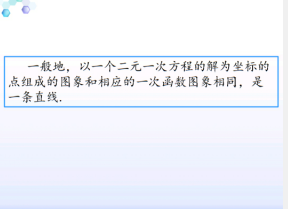 一般地，以一个二元一次方程的解为坐标的
点组成的图象和相应的一次函数图象相同，是
一条直线.